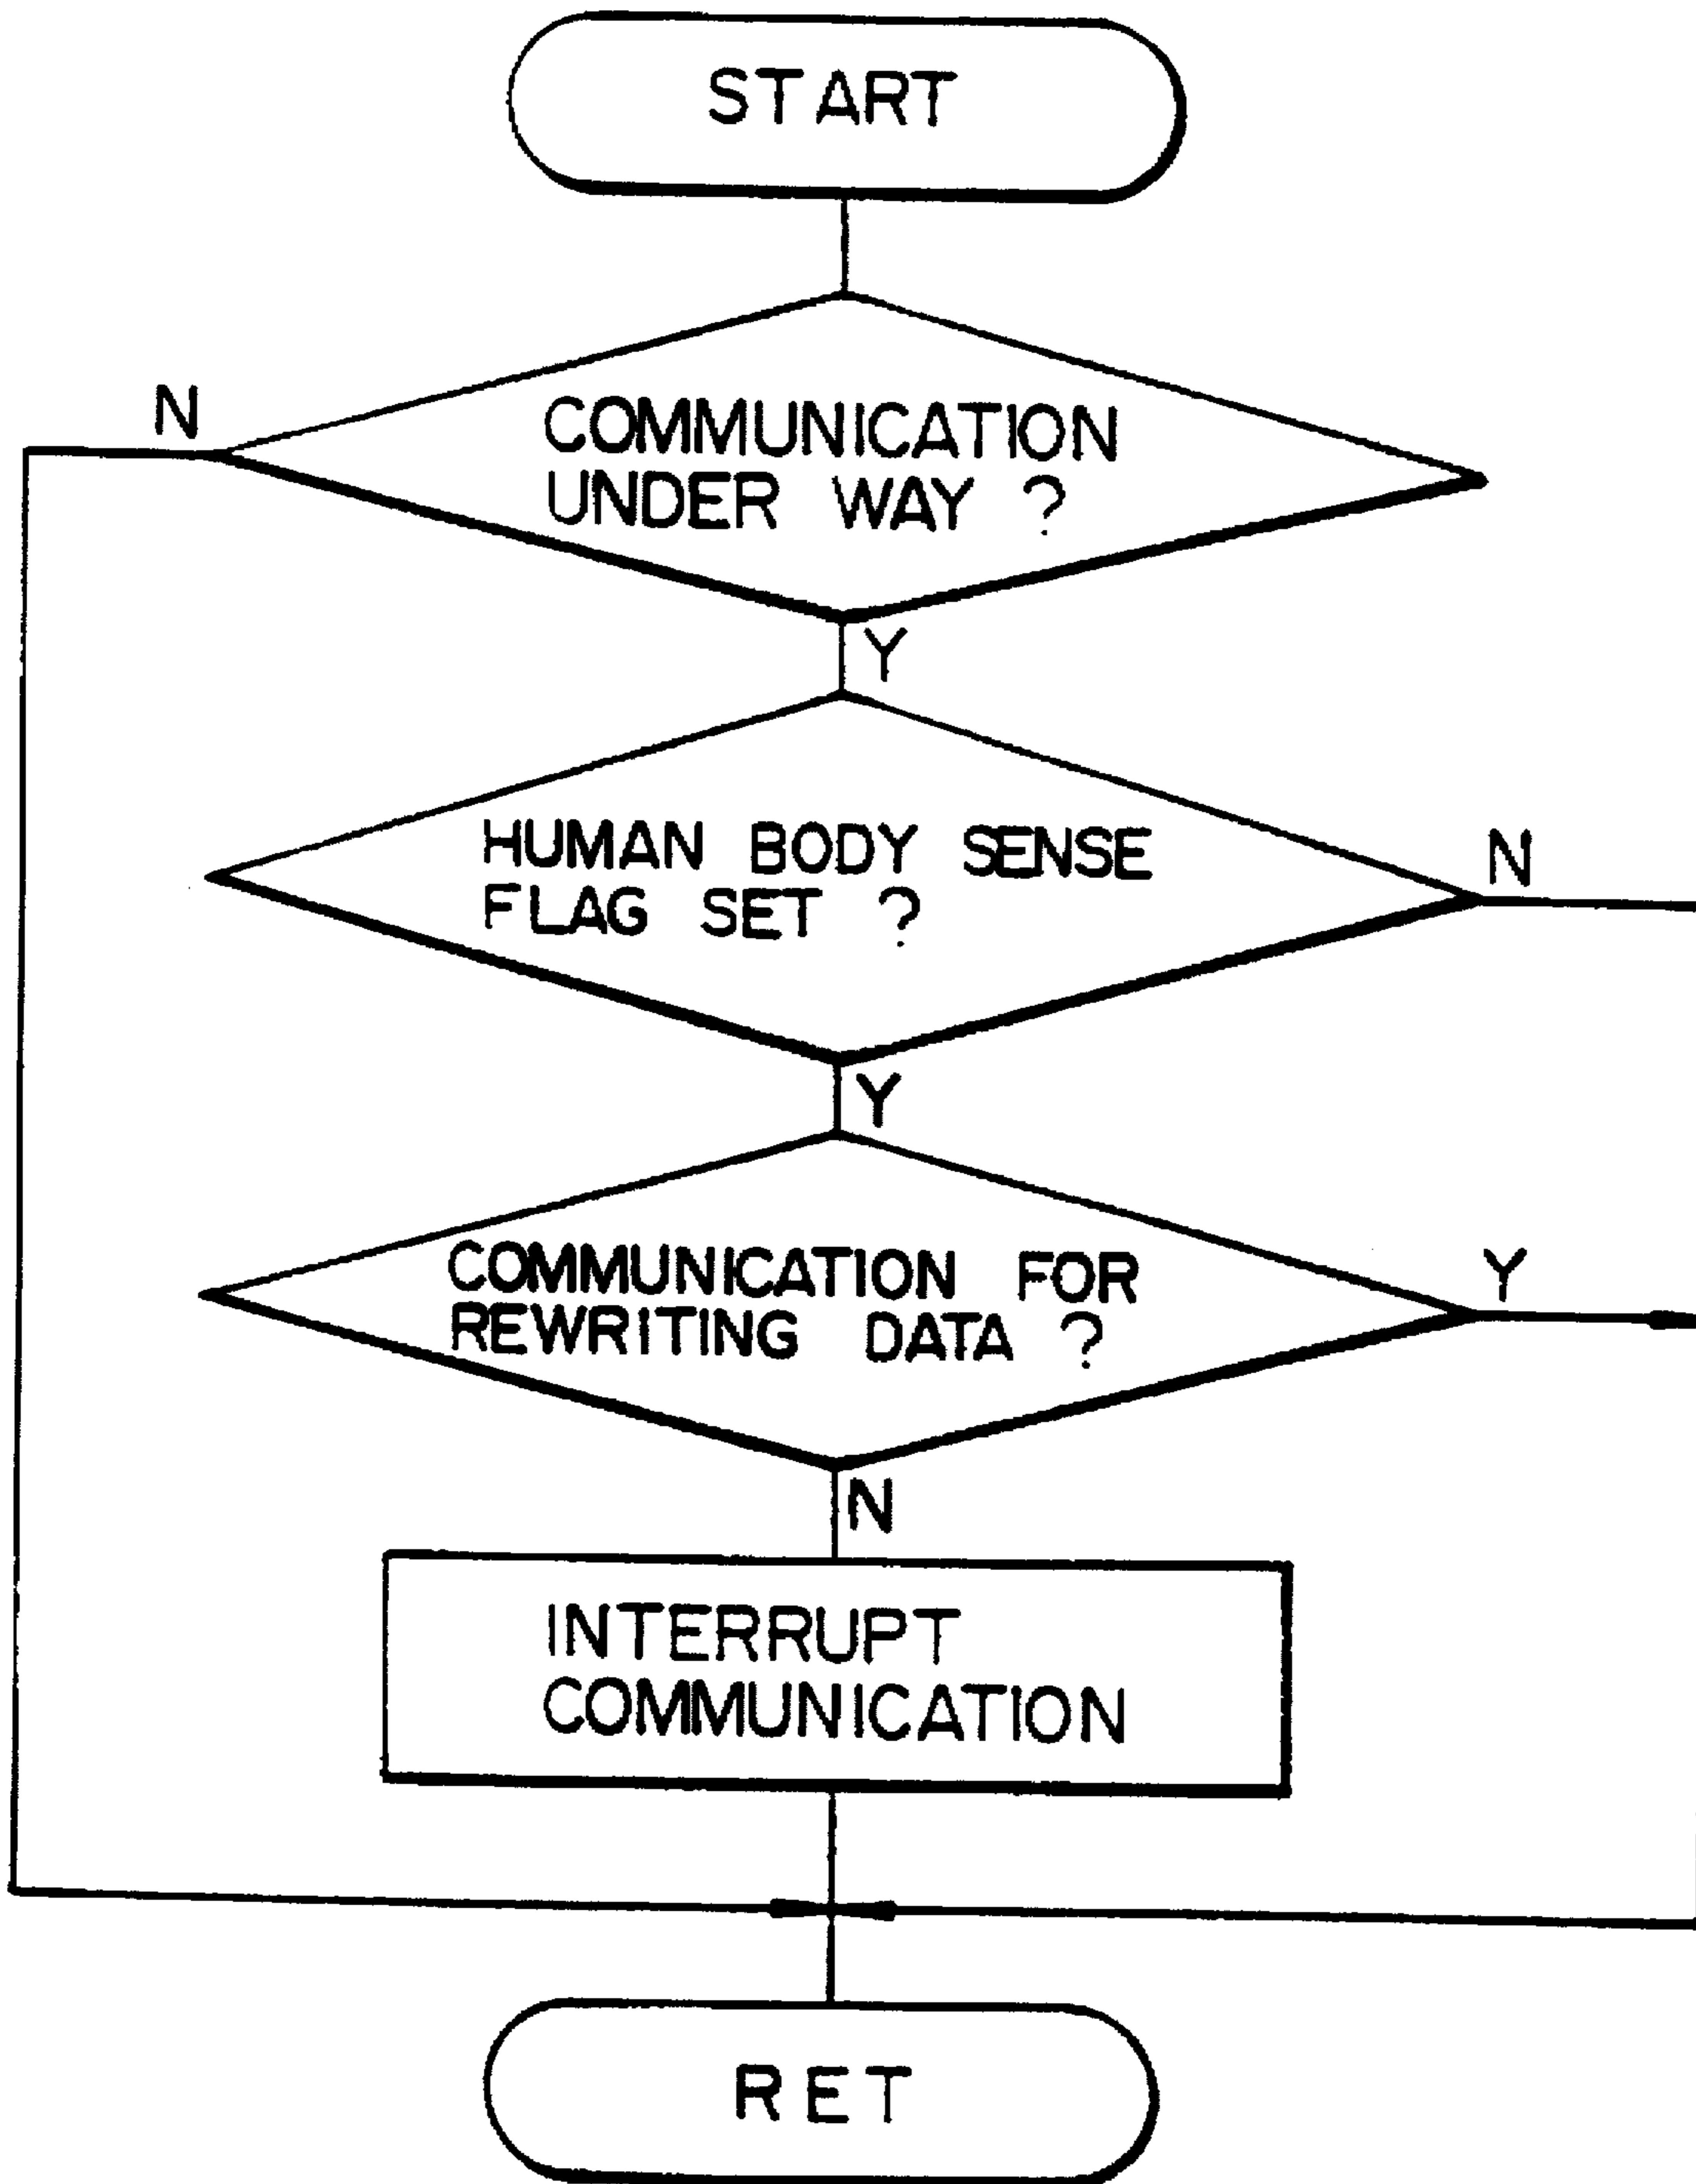 START
N
COMMUNICATION
UNDER WAY ?
Y
HUMAN BODY SENSE
FLAG SET ?
N
Y
COMMUNICATION FOR
REWRITING DATA ?
Y
N
INTERRUPT
COMMUNICATION
RET